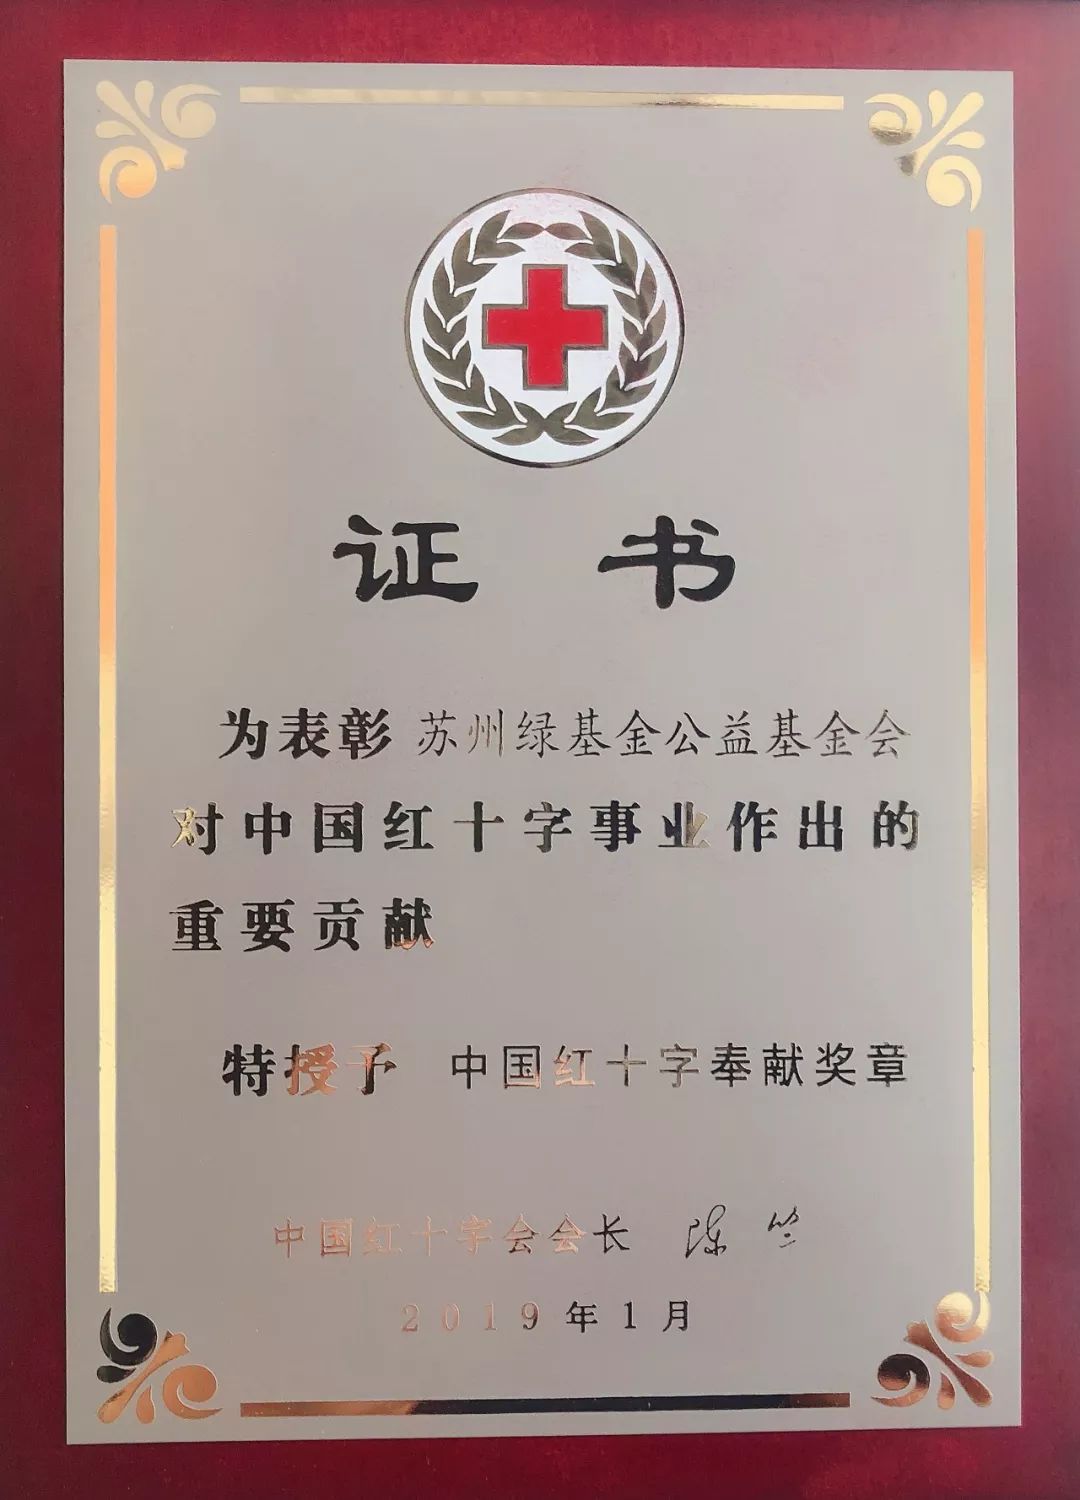 证书
为表彰 苏州绿基金公益基金会
对中国红十字事业作出的
重要贡献
特授予 中国红十字奉献奖章
中国红十字会会长 陈竺
2019年1月